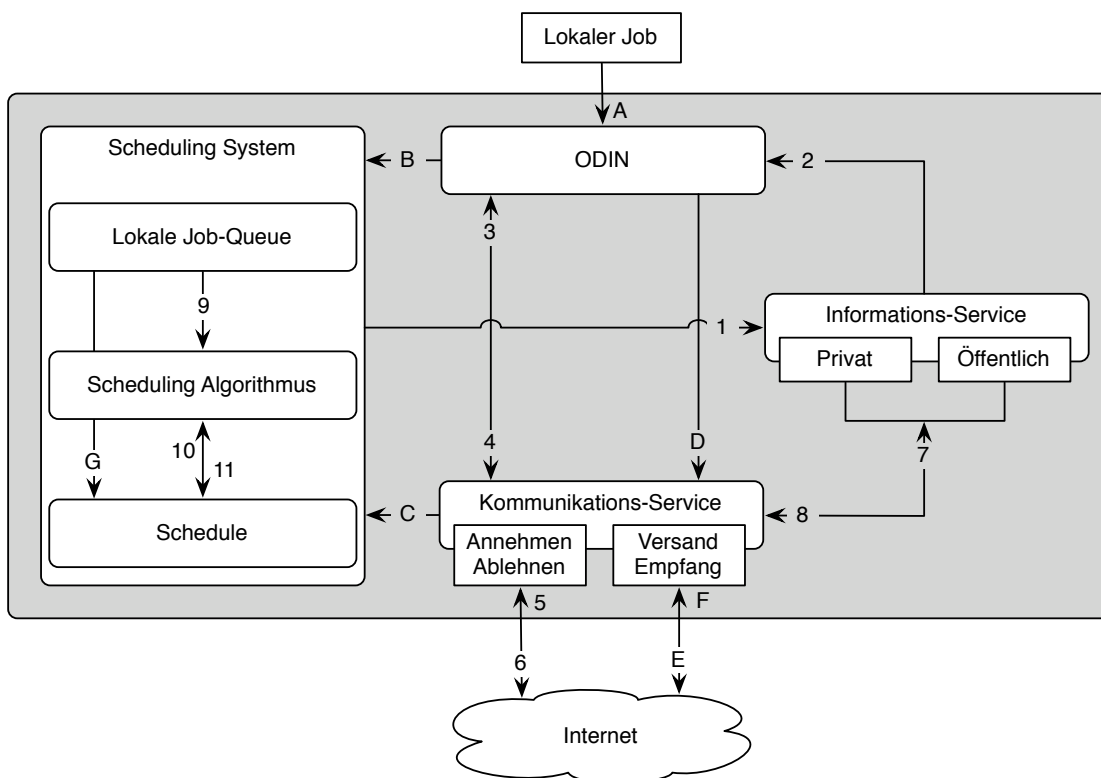 Lokaler Job
A
Scheduling System
B
ODIN
2
Lokale Job-Queue
3
9
1
Informations-Service
Privat
Öffentlich
Scheduling Algorithmus
10
11
G
4
D
7
Schedule
C
Kommunikations-Service
8
Annehmen
Ablehnen
Versand
Empfang
5
F
6
E
Internet